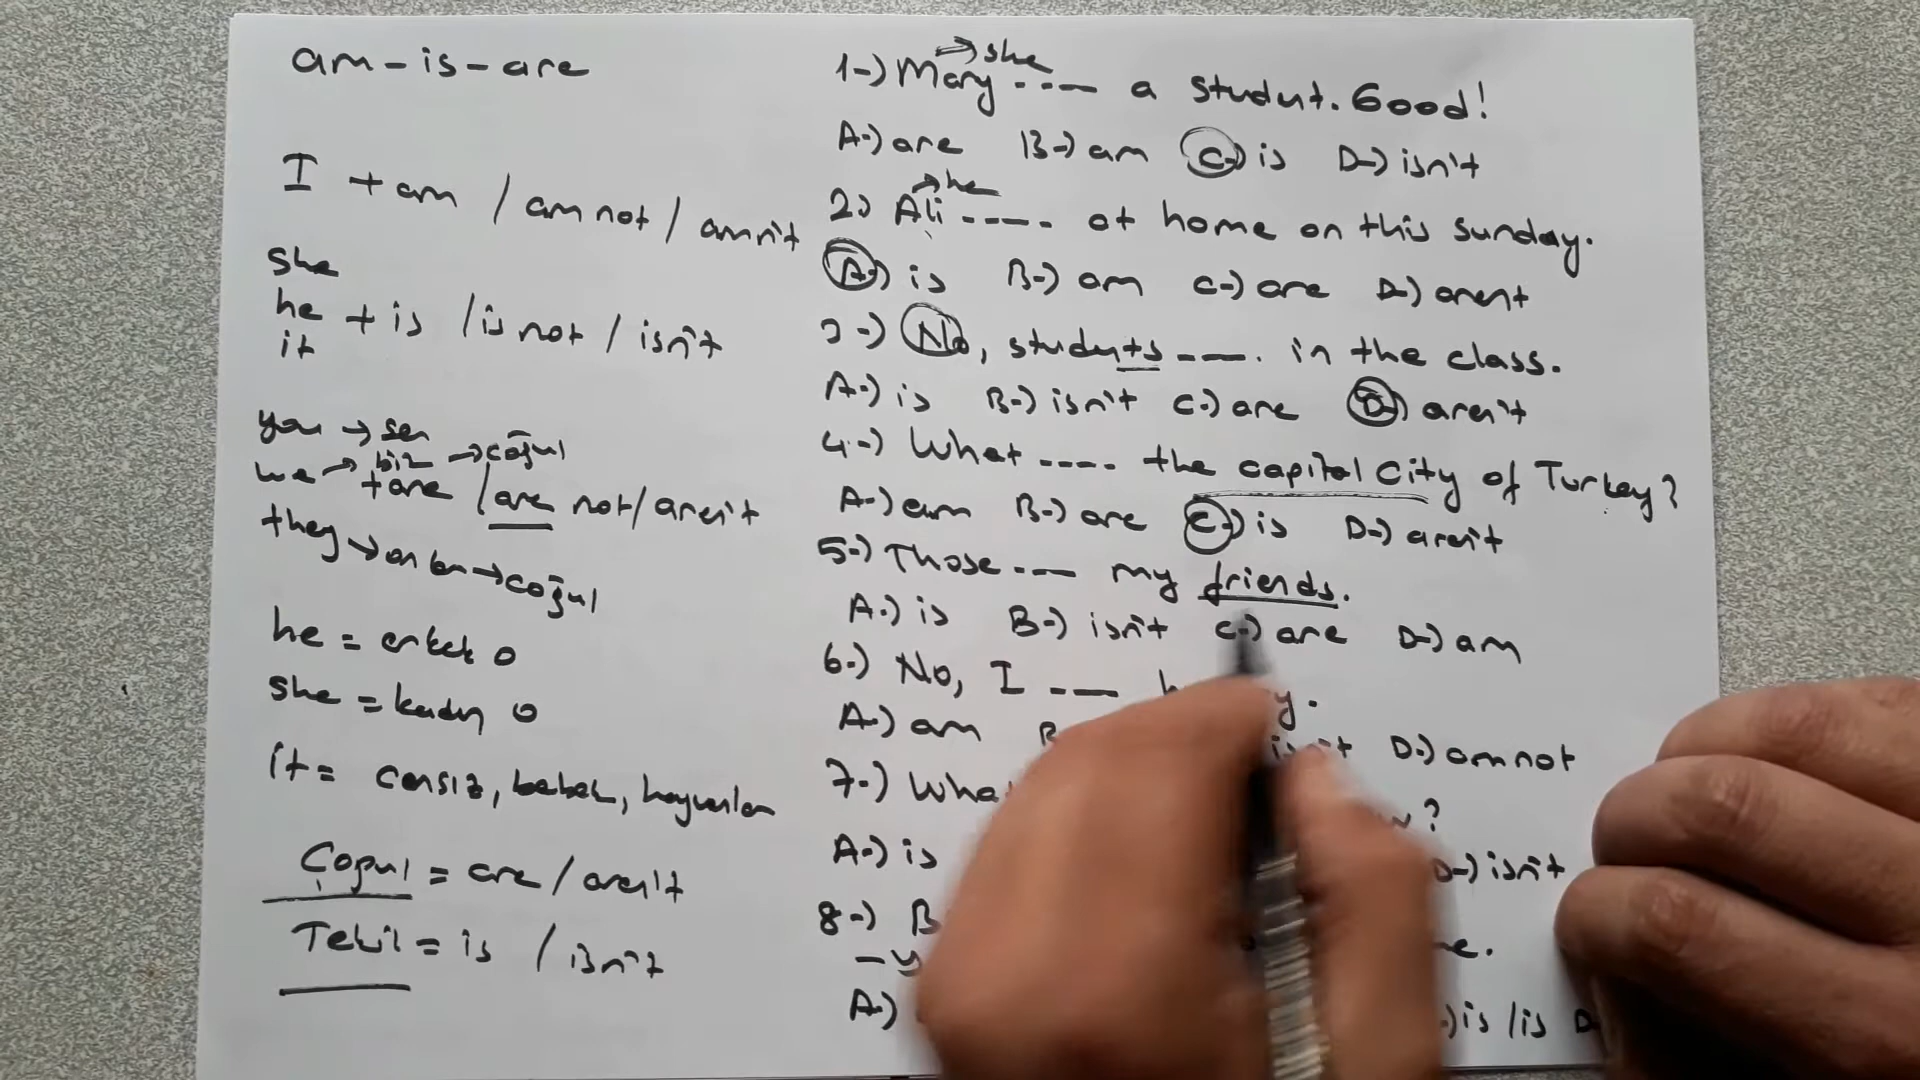 am-is-are
I + am / am not / amn't
she
he + is / is not / isn't
it
you → sen
we → biz → çoğul
+ are / are not / aren't
they → onlar → çoğul
he = erkek o
she = kadın o
it = cansız, bebek, hayvanlar
Çoğul = are / aren't
Tekil = is / isn't
→ she
1-) Mary ---- a student. Good!
A-) are B-) am C-) is D-) isn't
→ he
2-) Ali ----- at home on this sunday.
A-) is B-) am C-) are D-) aren't
3-) No, students ---- in the class.
A-) is B-) isn't C-) are D-) aren't
4-) What ---- the capital city of Turkey?
A-) am B-) are C-) is D-) aren't
5-) Those --- my friends.
A-) is B-) isn't C-) are D-) am
6-) No, I ---
A-) am D-) am not
7-)
A-) is D-) isn't
8-)
A-) is / is